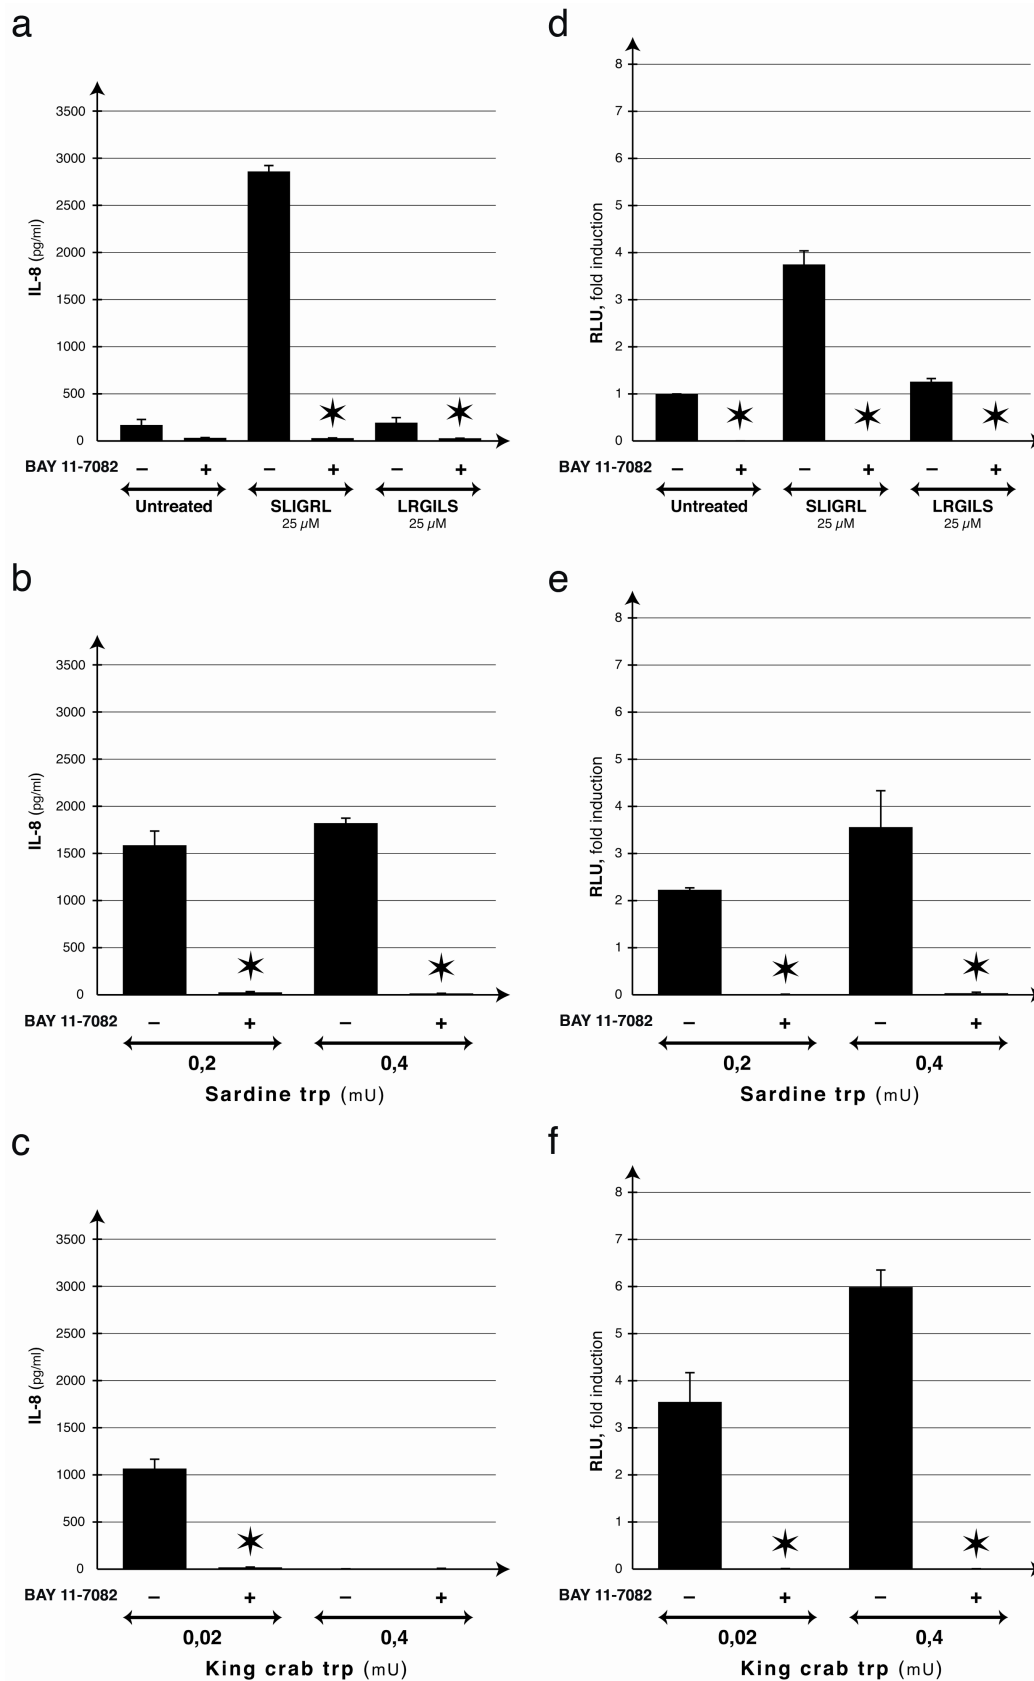 a
IL-8 (pg/ml)
3500
3000
2500
2000
1500
1000
500
0
BAY 11-7082 – + – + – +
Untreated SLIGRL LRGILS
25 µM 25 µM
d
RLU, fold induction
8
7
6
5
4
3
2
1
0
BAY 11-7082 – + – + – +
Untreated SLIGRL LRGILS
25 µM 25 µM
b
IL-8 (pg/ml)
3500
3000
2500
2000
1500
1000
500
0
BAY 11-7082 – + – +
0,2 0,4
Sardine trp (mU)
e
RLU, fold induction
8
7
6
5
4
3
2
1
0
BAY 11-7082 – + – +
0,2 0,4
Sardine trp (mU)
c
IL-8 (pg/ml)
3500
3000
2500
2000
1500
1000
500
0
BAY 11-7082 – + – +
0,02 0,4
King crab trp (mU)
f
RLU, fold induction
8
7
6
5
4
3
2
1
0
BAY 11-7082 – + – +
0,02 0,4
King crab trp (mU)